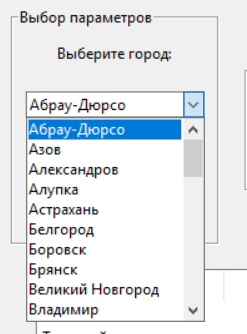 Выбор параметров
Выберите город:
Абрау-Дюрсо
Абрау-Дюрсо
Азов
Александров
Алупка
Астрахань
Белгород
Боровск
Брянск
Великий Новгород
Владимир